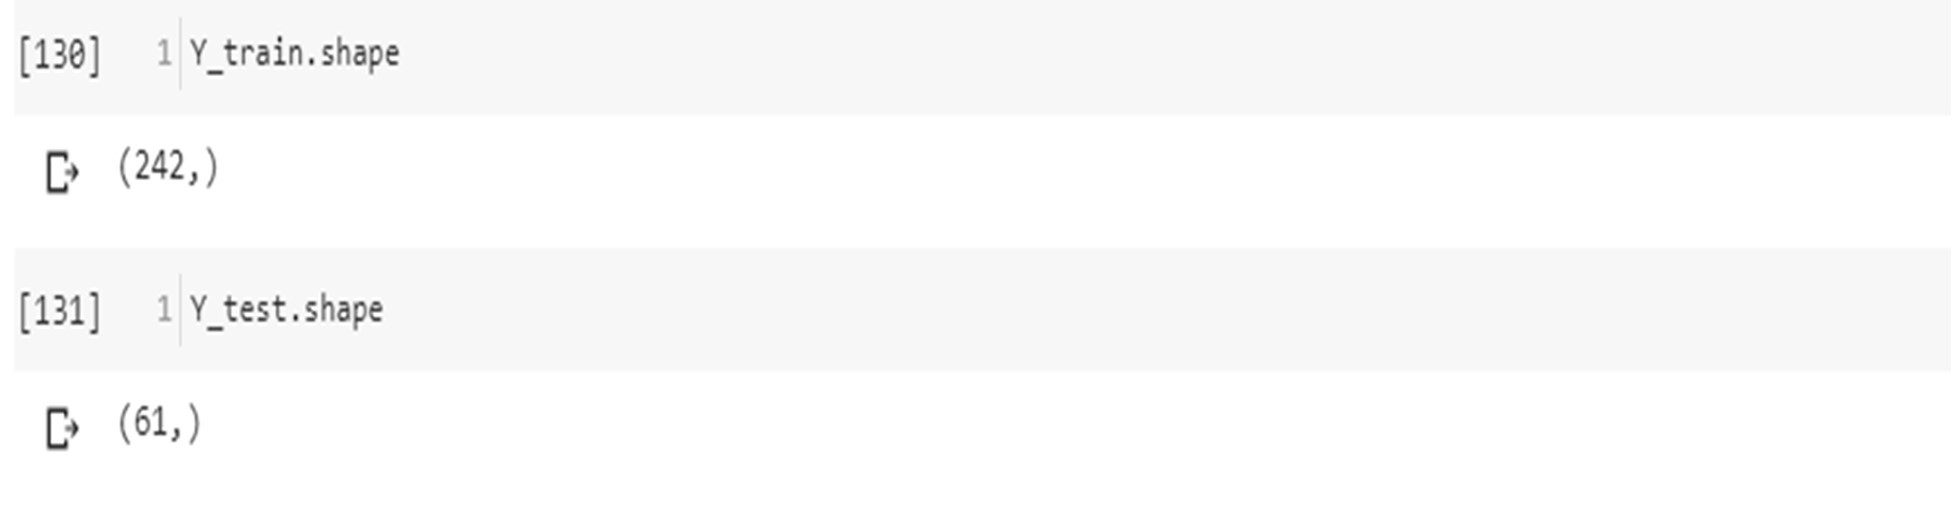 [130] 1 Y_train.shape
(242,)
[131] 1 Y_test.shape
(61,)